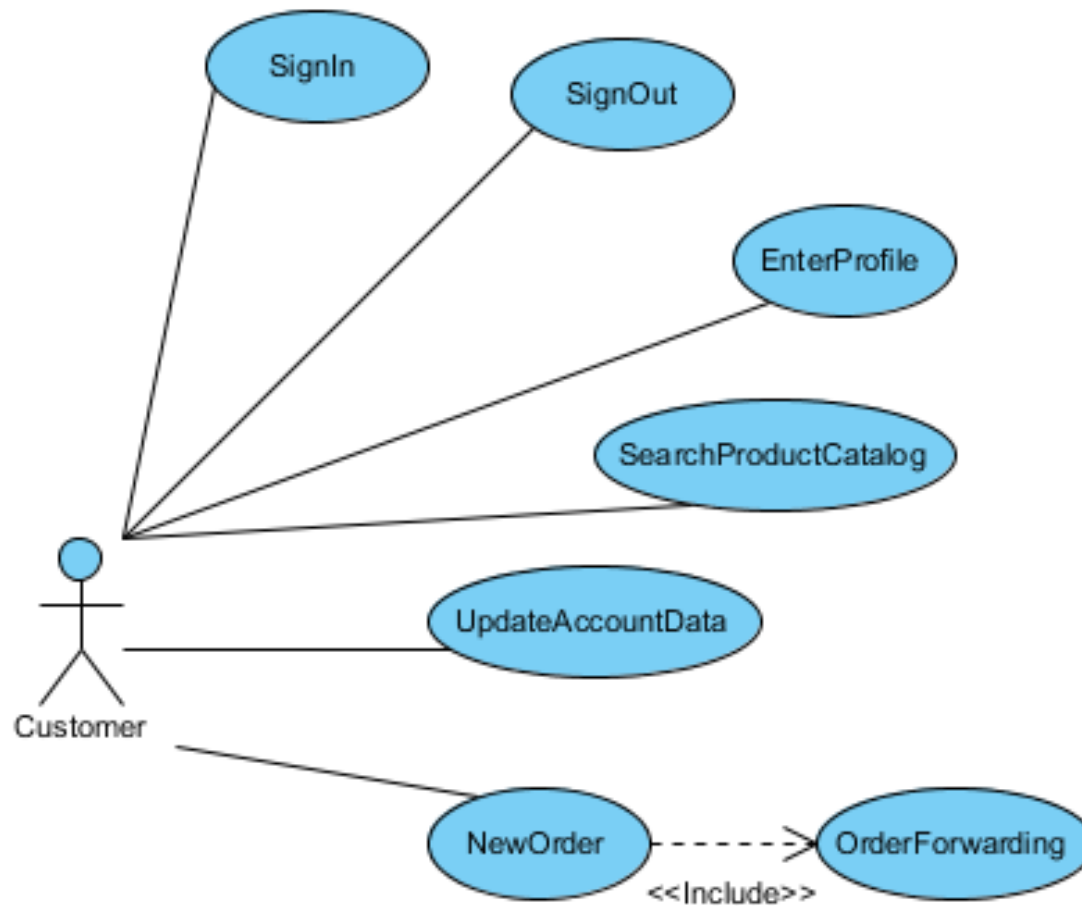 SignIn
SignOut
EnterProfile
SearchProductCatalog
UpdateAccountData
Customer
NewOrder
OrderForwarding
<<Include>>